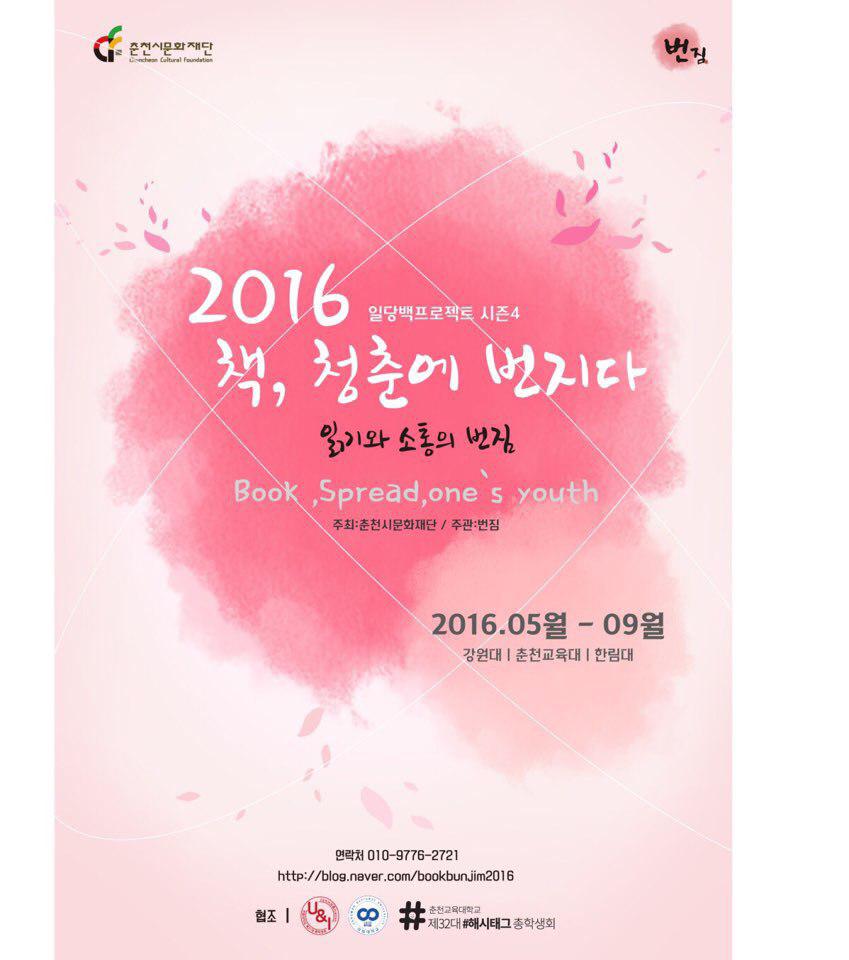 춘천시문화재단
Chuncheon Cultural Foundation
번짐
2016 일당백프로젝트 시즌4
책, 청춘에 번지다
읽기와 소통의 번짐
Book ,Spread,one`s youth
주최:춘천시문화재단 / 주관:번짐
2016.05월 - 09월
강원대 | 춘천교육대 | 한림대
연락처 010-9776-2721
http://blog.naver.com/bookbunjim2016
협조 |
U&I
춘천교육대학교
제32대 #해시태그 총학생회